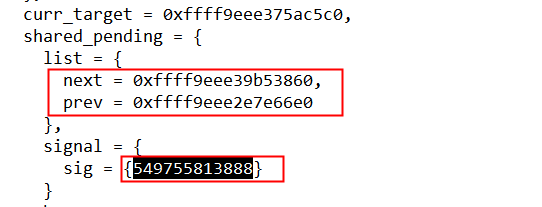 curr_target = 0xffff9eee375ac5c0,
shared_pending = {
list = {
next = 0xffff9eee39b53860,
prev = 0xffff9eee2e7e66e0
},
signal = {
sig = {549755813888}
}